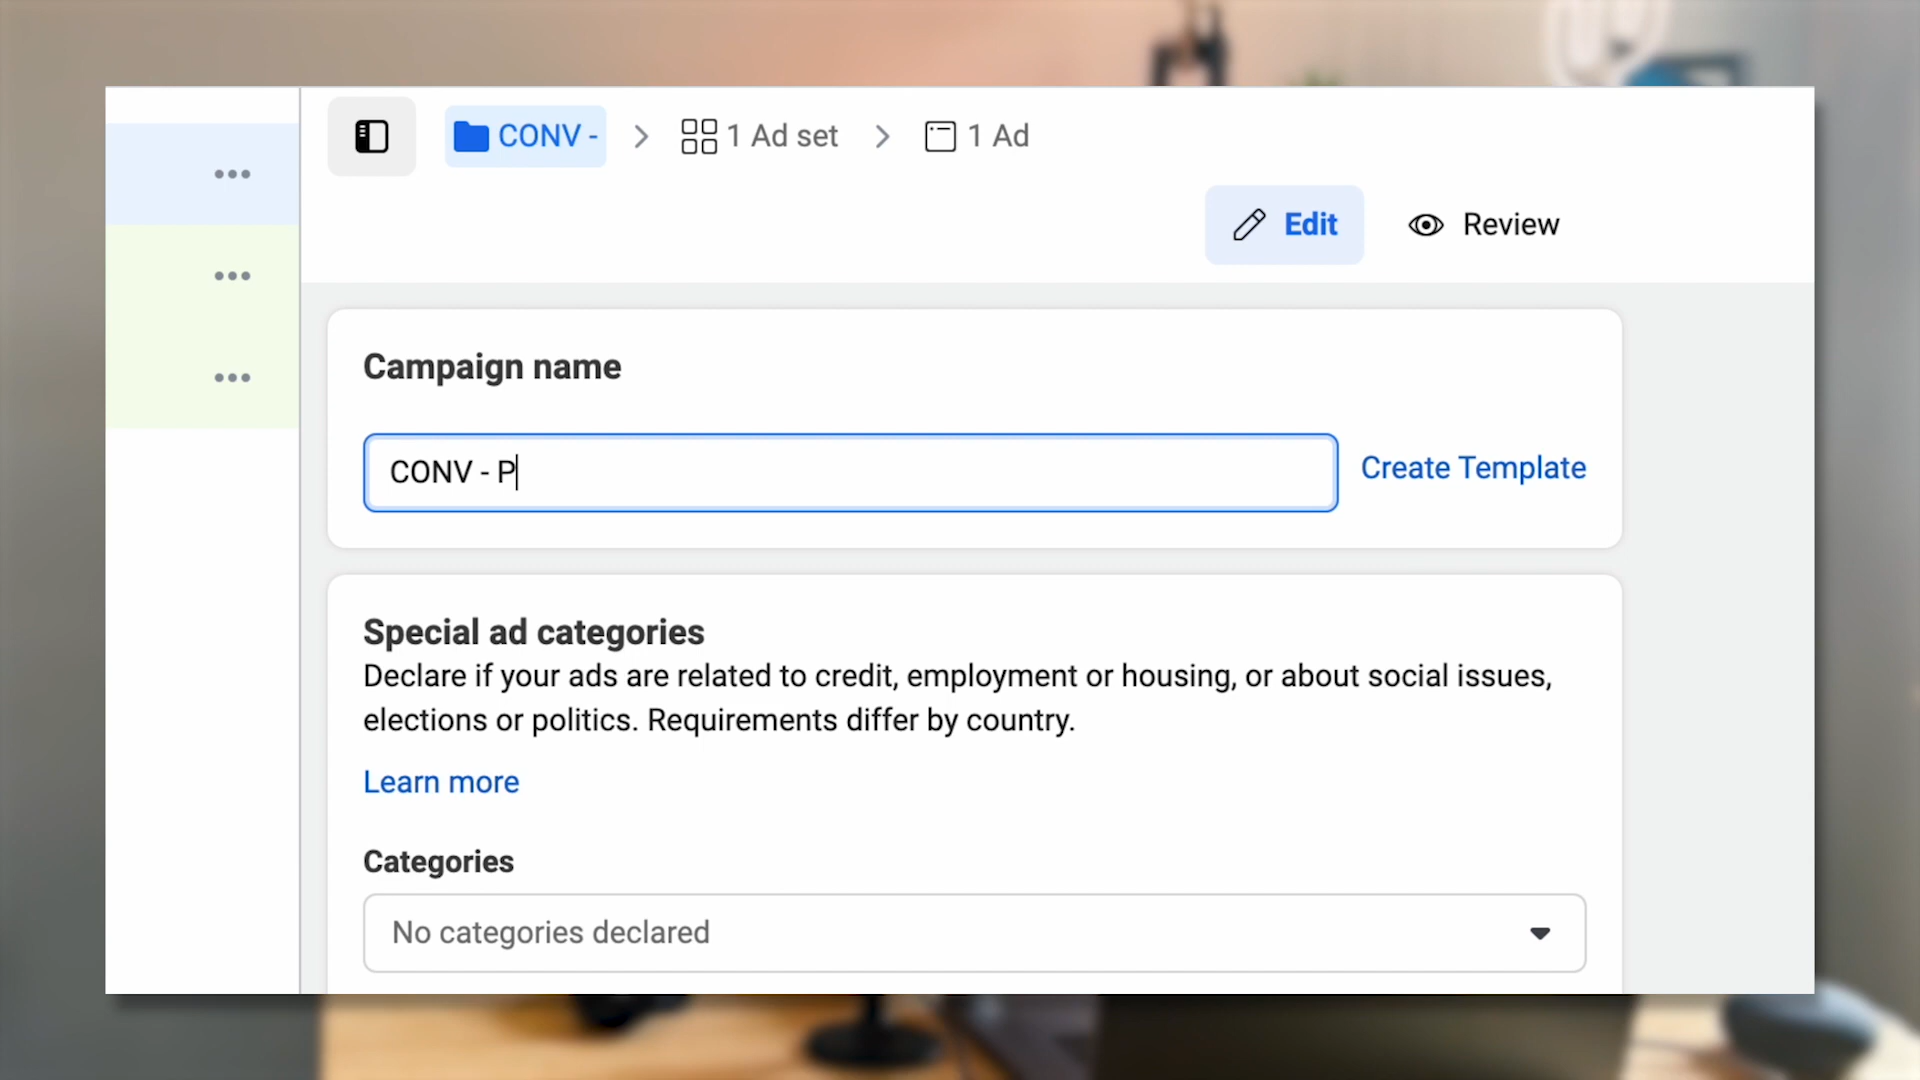 CONV - 1 Ad set 1 Ad
Edit Review
Campaign name
CONV - P
Create Template
Special ad categories
Declare if your ads are related to credit, employment or housing, or about social issues,
elections or politics. Requirements differ by country.
Learn more
Categories
No categories declared